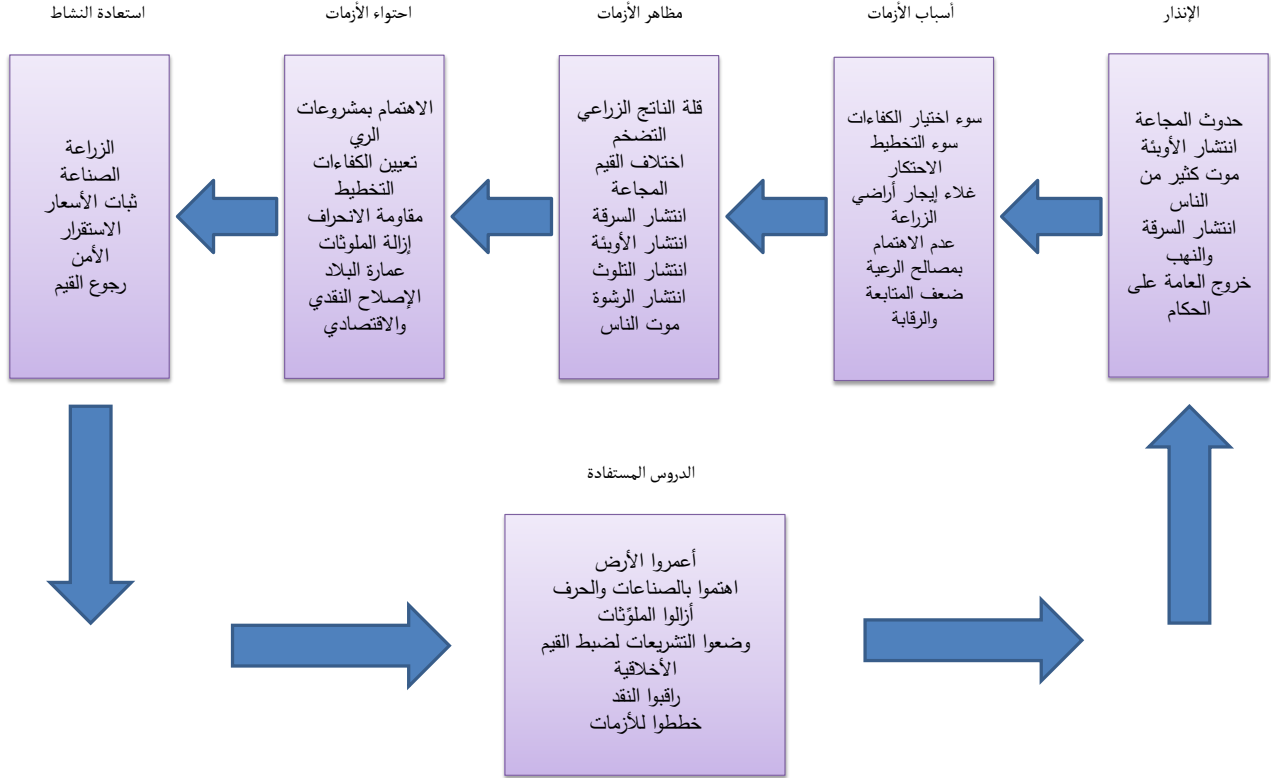 الإنذار
حدوث المجاعة
انتشار الأوبئة
موت كثير من
الناس
انتشار السرقة
والنهب
خروج العامة على
الحكام
أسباب الأزمات
سوء اختيار الكفاءات
سوء التخطيط
الاحتكار
غلاء إيجار أراضي
الزراعة
عدم الاهتمام
بمصالح الرعية
ضعف المتابعة
والرقابة
مظاهر الأزمات
قلة الناتج الزراعي
التضخم
اختلاف القيم
المجاعة
انتشار السرقة
انتشار الأوبئة
انتشار التلوث
انتشار الرشوة
موت الناس
احتواء الأزمات
الاهتمام بمشروعات
الري
تعيين الكفاءات
التخطيط
مقاومة الانحراف
إزالة الملوثات
عمارة البلاد
الإصلاح النقدي
والاقتصادي
استعادة النشاط
الزراعة
الصناعة
ثبات الأسعار
الاستقرار
الأمن
رجوع القيم
الدروس المستفادة
أعمروا الأرض
اهتموا بالصناعات والحرف
أزالوا الملوِّثات
وضعوا التشريعات لضبط القيم
الأخلاقية
راقبوا النقد
خططوا للأزمات